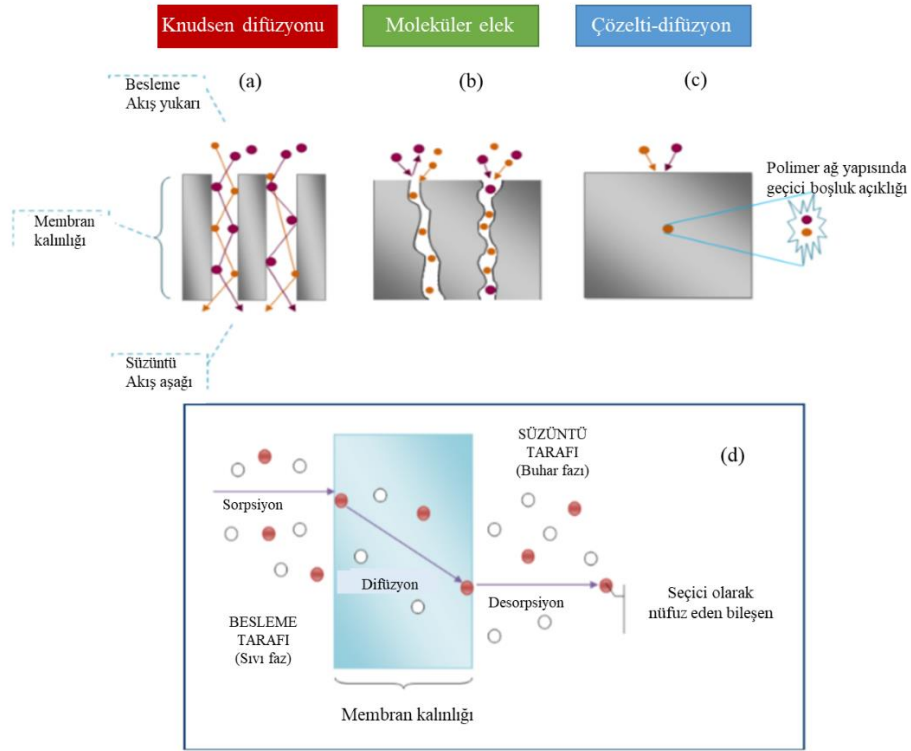 Knudsen difüzyonu
Moleküler elek
Çözelti-difüzyon
(a)
(b)
(c)
Besleme
Akış yukarı
Polimer ağ yapısında
geçici boşluk açıklığı
Membran
kalınlığı
Süzüntü
Akış aşağı
SÜZÜNTÜ
TARAFI
(Buhar fazı)
(d)
Sorpsiyon
Difüzyon
Desorpsiyon
Seçici olarak
nüfuz eden bileşen
BESLEME
TARAFI
(Sıvı faz)
Membran kalınlığı